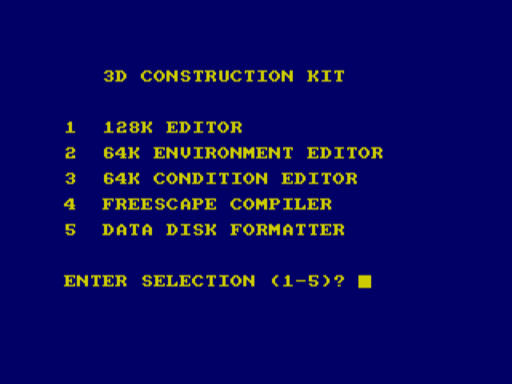 3D CONSTRUCTION KIT
1 128K EDITOR
2 64K ENVIRONMENT EDITOR
3 64K CONDITION EDITOR
4 FREESCAPE COMPILER
5 DATA DISK FORMATTER
ENTER SELECTION (1-5)?